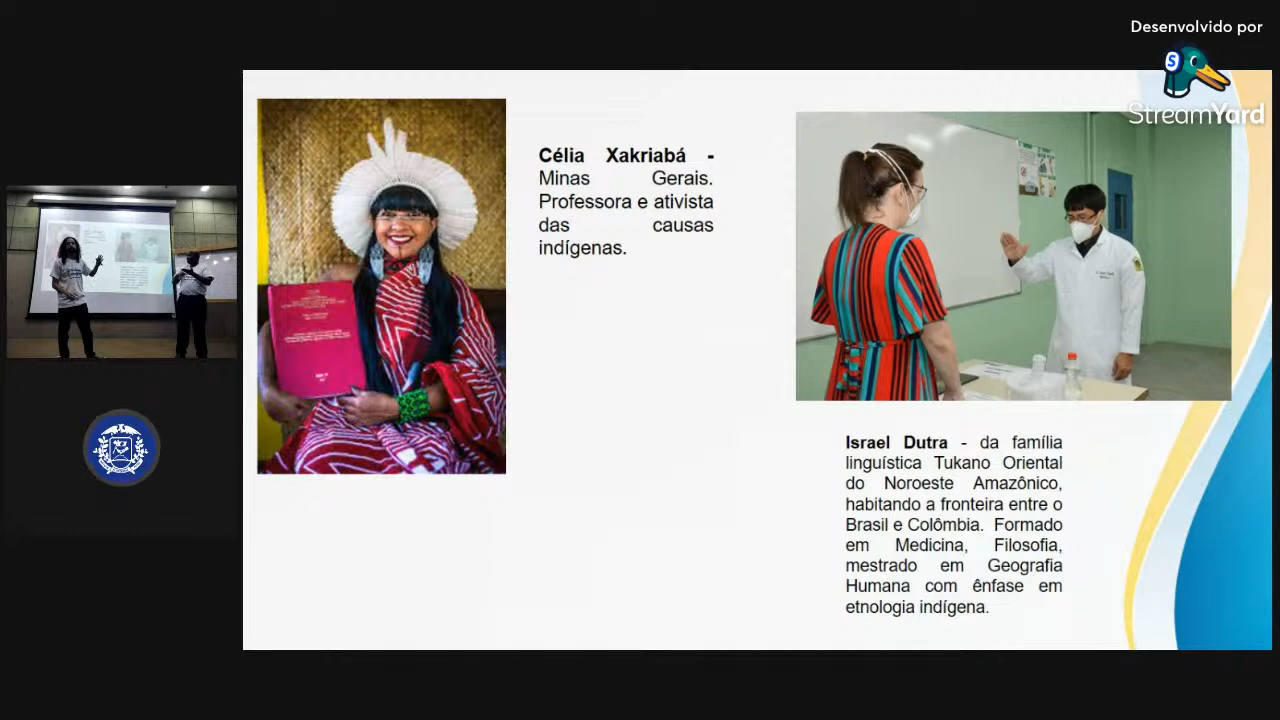 Desenvolvido por
StreamYard
Célia Xakriabá -
Minas Gerais.
Professora e ativista
das causas
indígenas.
Israel Dutra - da família
linguística Tukano Oriental
do Noroeste Amazônico,
habitando a fronteira entre o
Brasil e Colômbia. Formado
em Medicina, Filosofia,
mestrado em Geografia
Humana com ênfase em
etnologia indígena.